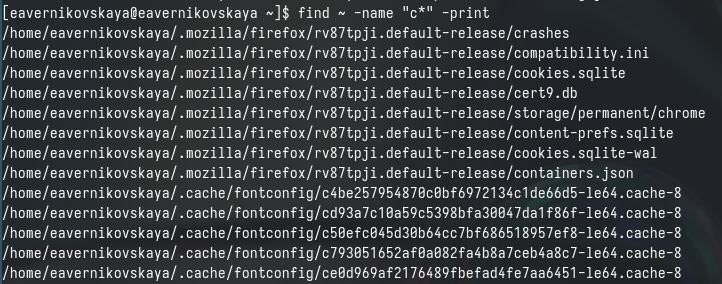 [eavernikovskaya@eavernikovskaya ~]$ find ~ -name "c*" -print
/home/eavernikovskaya/.mozilla/firefox/rv87tpji.default-release/crashes
/home/eavernikovskaya/.mozilla/firefox/rv87tpji.default-release/compatibility.ini
/home/eavernikovskaya/.mozilla/firefox/rv87tpji.default-release/cookies.sqlite
/home/eavernikovskaya/.mozilla/firefox/rv87tpji.default-release/cert9.db
/home/eavernikovskaya/.mozilla/firefox/rv87tpji.default-release/storage/permanent/chrome
/home/eavernikovskaya/.mozilla/firefox/rv87tpji.default-release/content-prefs.sqlite
/home/eavernikovskaya/.mozilla/firefox/rv87tpji.default-release/cookies.sqlite-wal
/home/eavernikovskaya/.mozilla/firefox/rv87tpji.default-release/containers.json
/home/eavernikovskaya/.cache/fontconfig/c4be257954870c0bf6972134c1de66d5-le64.cache-8
/home/eavernikovskaya/.cache/fontconfig/cd93a7c10a59c5398bfa30047da1f86f-le64.cache-8
/home/eavernikovskaya/.cache/fontconfig/c50efc045d30b64cc7bf686518957ef8-le64.cache-8
/home/eavernikovskaya/.cache/fontconfig/c793051652af0a082fa4b8a7ceb4a8c7-le64.cache-8
/home/eavernikovskaya/.cache/fontconfig/ce0d969af2176489fbefad4fe7aa6451-le64.cache-8